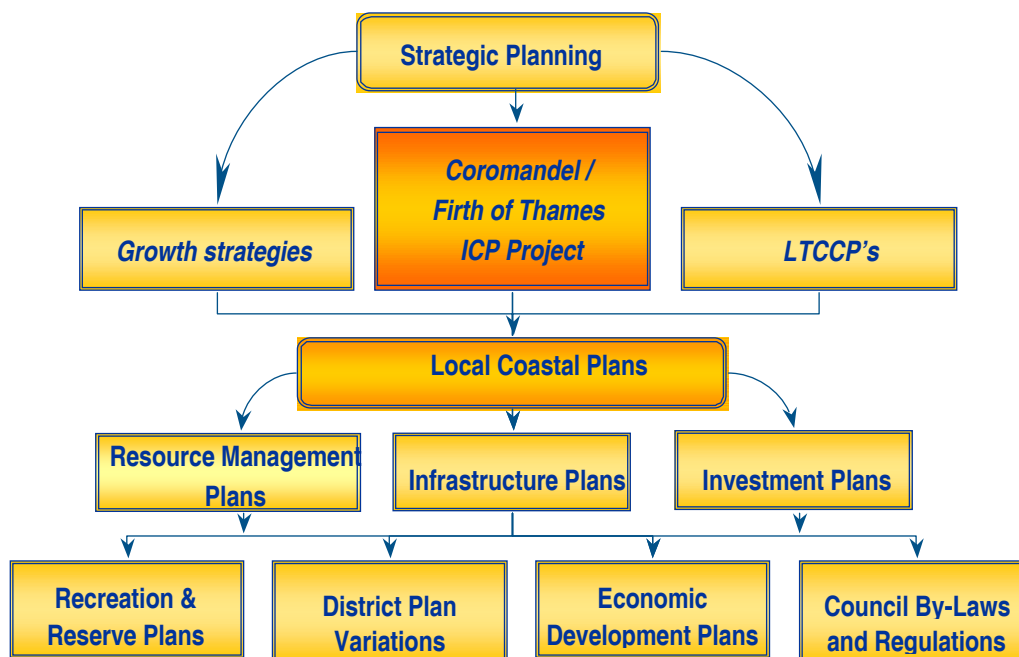 Strategic Planning
Coromandel /
Firth of Thames
ICP Project
Growth strategies
LTCCP's
Local Coastal Plans
Resource Management
Plans
Infrastructure Plans
Investment Plans
Recreation &
Reserve Plans
District Plan
Variations
Economic
Development Plans
Council By-Laws
and Regulations